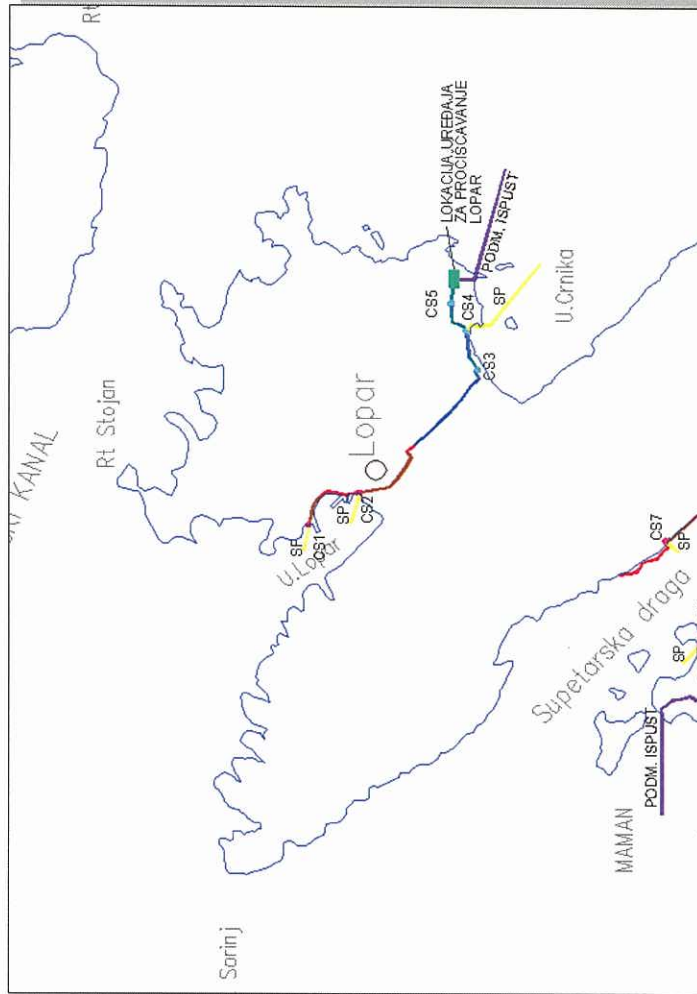 Rt
KANAL
Rt Stojan
LOKACIJA UREĐAJA
ZA PROČIŠĆAVANJE
LOPAR
PODM. ISPUST
CS5
CS4
SP
U.Crnika
CS3
Lopar
SP
CS2
SP
CS1
U.Lopar
CS7
SP
Supetarska draga
SP
PODM. ISPUST
MAMAN
Sorinj